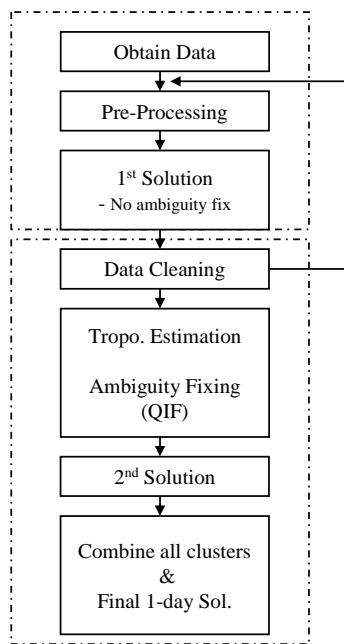 Obtain Data
Pre-Processing
1st Solution
- No ambiguity fix
Data Cleaning
Tropo. Estimation
Ambiguity Fixing
(QIF)
2nd Solution
Combine all clusters
&
Final 1-day Sol.